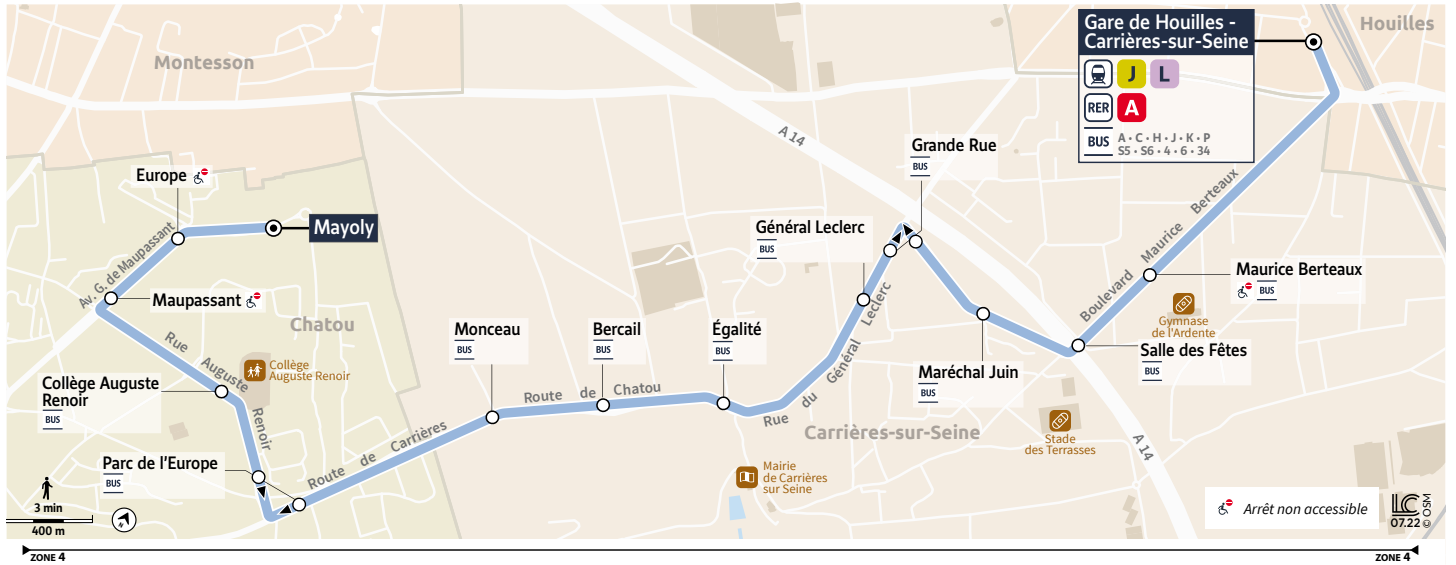 Montesson
Houilles
Gare de Houilles -
Carrières-sur-Seine
J
L
RER
A
BUS
A • C • H • J • K • P
S5 • S6 • 4 • 6 • 34
A 14
Grande Rue
BUS
Europe
Mayoly
Av. G. de Maupassant
Maupassant
Chatou
Rue Auguste Renoir
Collège
Auguste Renoir
Collège Auguste
Renoir
BUS
Parc de l'Europe
BUS
Route de Carrières
Monceau
BUS
Route de Chatou
Bercail
BUS
Égalité
BUS
Général Leclerc
BUS
Rue du Général Leclerc
Carrières-sur-Seine
Mairie
de Carrières
sur Seine
Maréchal Juin
BUS
Stade
des Terrasses
Boulevard Maurice Berteaux
Maurice Berteaux
BUS
Gymnase
de l'Ardente
Salle des Fêtes
BUS
A 14
3 min
400 m
Arrêt non accessible
LC
07.22
© OSM
ZONE 4
ZONE 4